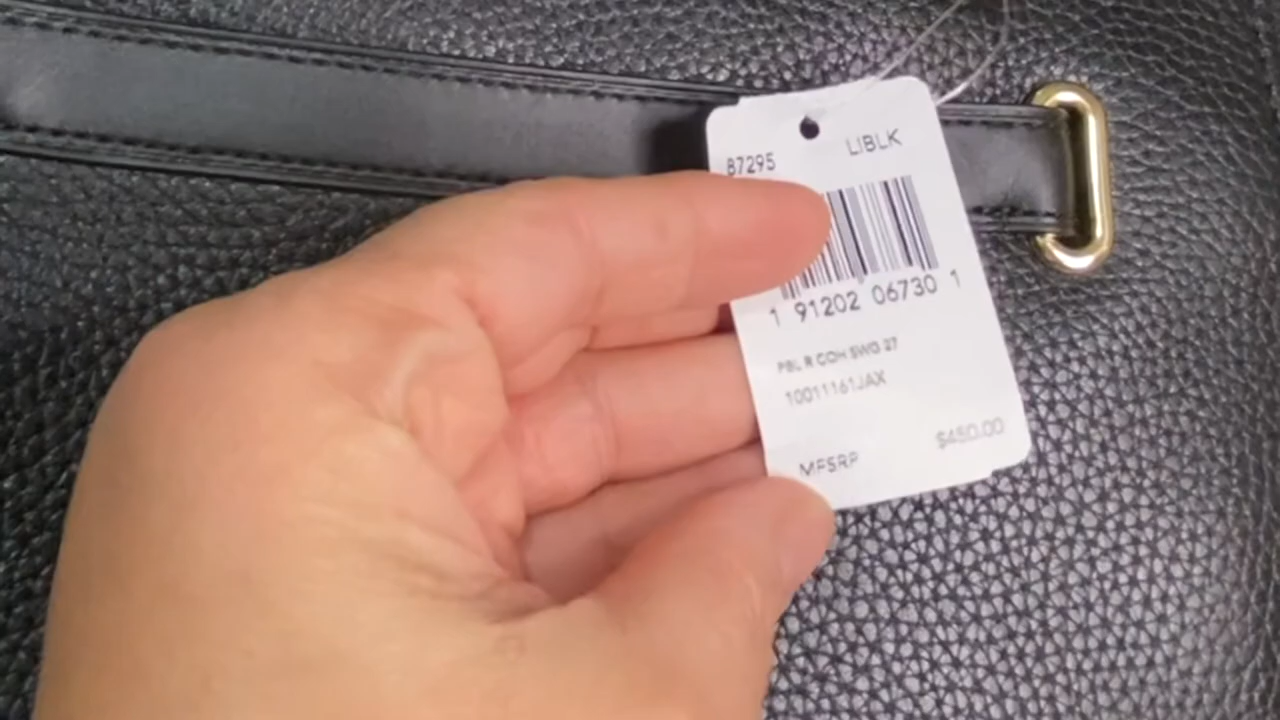 87295 LIBLK
1 91202 06730 1
PBL R COH SWG 27
10011161JAX
$450.00
MFSRP